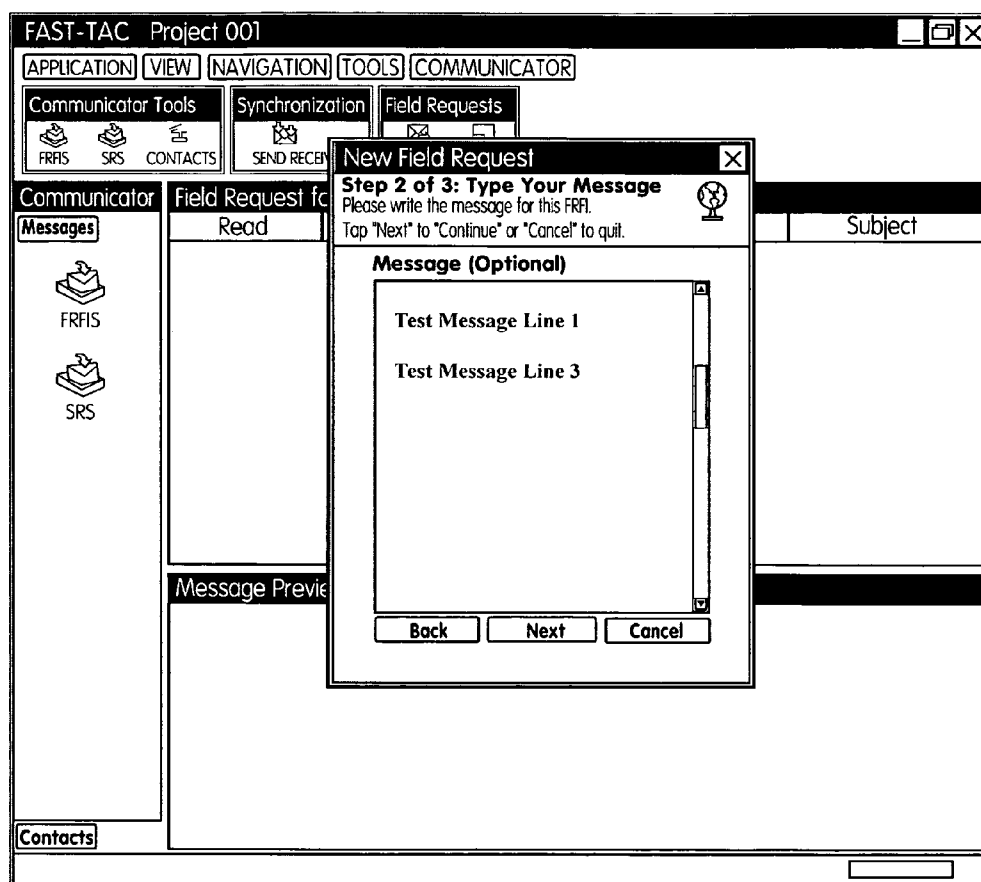 FAST-TAC Project 001
APPLICATION VIEW NAVIGATION TOOLS COMMUNICATOR
Communicator Tools
FRFIS SRS CONTACTS
Synchronization
SEND RECEI
Field Requests
Communicator
Messages
FRFIS
SRS
Contacts
Field Request fo
Read
Subject
Message Previe
New Field Request
Step 2 of 3: Type Your Message
Please write the message for this FRFI.
Tap "Next" to "Continue" or "Cancel" to quit.
Message (Optional)
Test Message Line 1
Test Message Line 3
Back Next Cancel